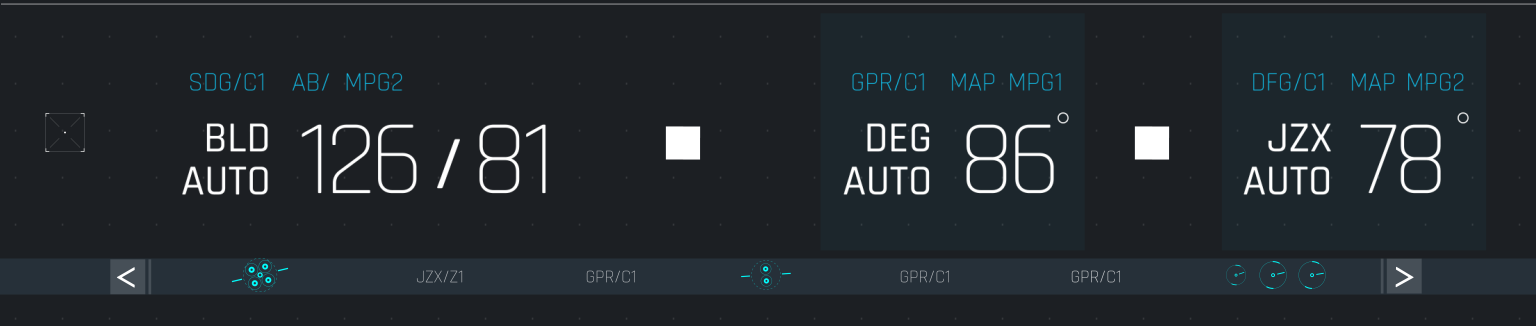 SDG/C1 AB/ MPG2
BLD AUTO 126/81
GPR/C1 MAP MPG1
DEG AUTO 86°
DFG/C1 MAP MPG2
JZX AUTO 78°
< JZX/Z1 GPR/C1 GPR/C1 GPR/C1 >